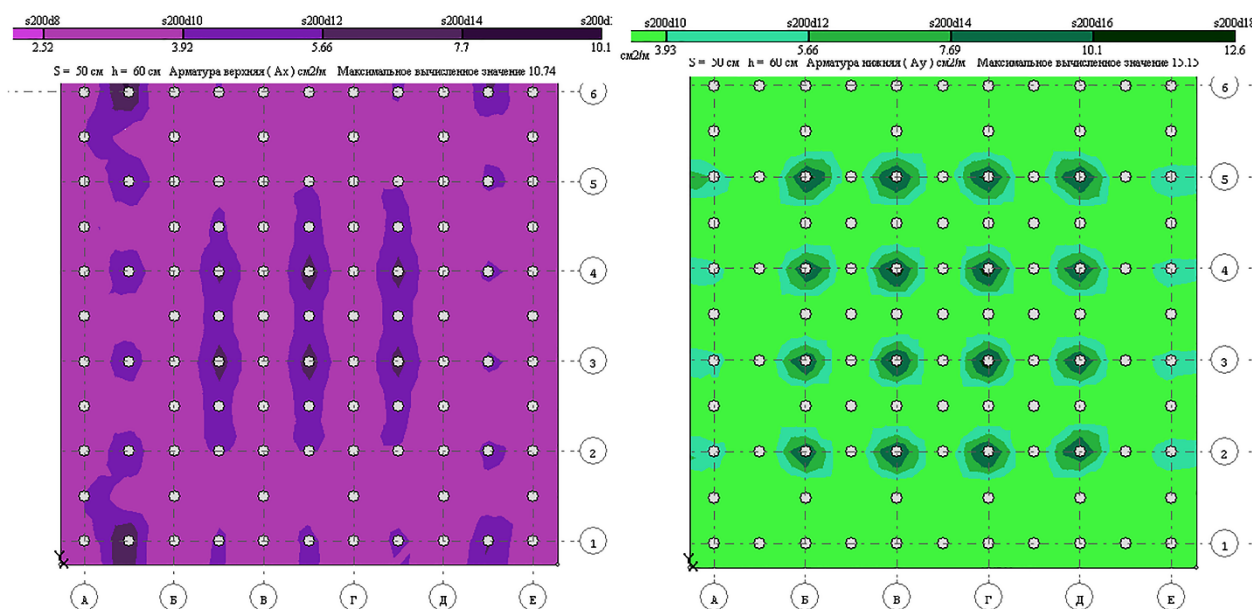 s200d8 s200d10 s200d12 s200d14
2.52 3.92 5.66 7.7 10.1
S = 50 см h = 60 см Арматура верхняя ( Ax ) см2/м Максимальное вычисленное значение 10.74
6
5
4
3
2
1
Y
X
А Б В Г Д Е
s200d10 s200d12 s200d14 s200d16 s200d18
см2/м 3.93 5.66 7.69 10.1 12.6
S = 50 см h = 60 см Арматура нижняя ( Ay ) см2/м Максимальное вычисленное значение 15.15
6
5
4
3
2
1
Y
X
А Б В Г Д Е